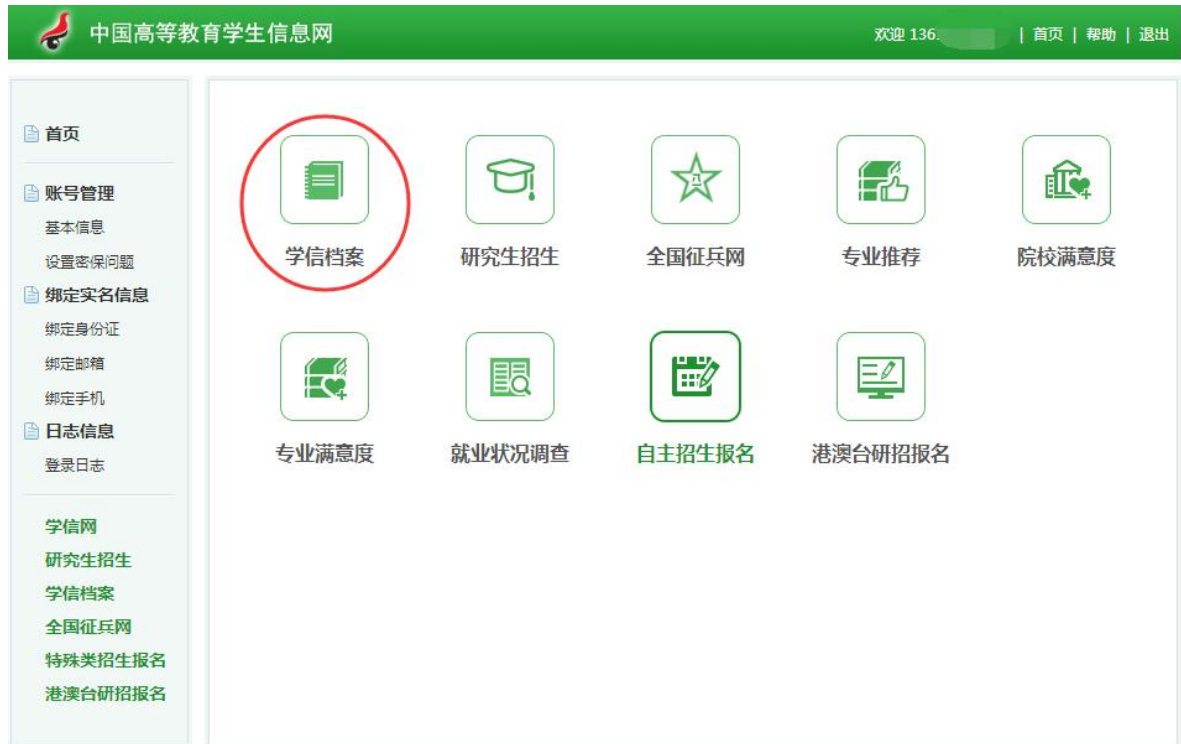 中国高等教育学生信息网
欢迎 136. | 首页 | 帮助 | 退出
首页
账号管理
基本信息
设置密保问题
绑定实名信息
绑定身份证
绑定邮箱
绑定手机
日志信息
登录日志
学信网
研究生招生
学信档案
全国征兵网
特殊类招生报名
港澳台研招报名
学信档案 研究生招生 全国征兵网 专业推荐 院校满意度
专业满意度 就业状况调查 自主招生报名 港澳台研招报名